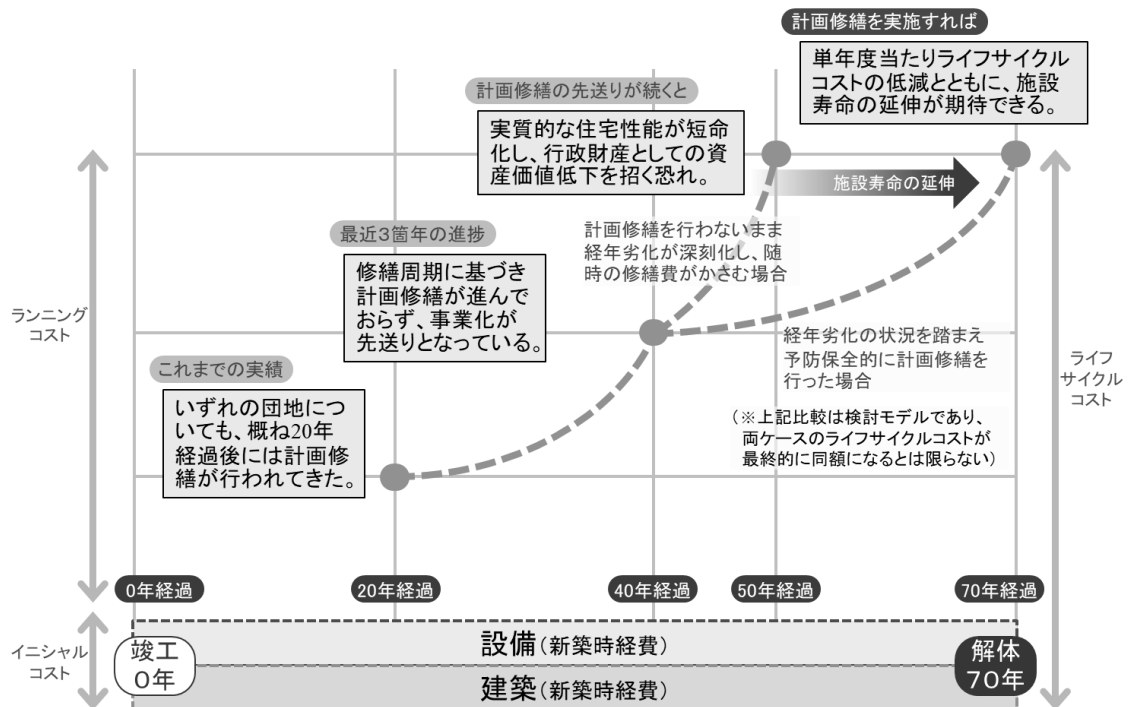 計画修繕を実施すれば
単年度当たりライフサイクル
コストの低減とともに、施設
寿命の延伸が期待できる。
計画修繕の先送りが続くと
実質的な住宅性能が短命
化し、行政財産としての資
産価値低下を招く恐れ。
施設寿命の延伸
計画修繕を行わないまま
経年劣化が深刻化し、随
時の修繕費がかさむ場合
最近3箇年の進捗
修繕周期に基づき
計画修繕が進んで
おらず、事業化が
先送りとなっている。
ランニング
コスト
経年劣化の状況を踏まえ
予防保全的に計画修繕を
行った場合
ライフ
サイクル
コスト
これまでの実績
いずれの団地につ
いても、概ね20年
経過後には計画修
繕が行われてきた。
（※上記比較は検討モデルであり、
両ケースのライフサイクルコストが
最終的に同額になるとは限らない）
0年経過
20年経過
40年経過
50年経過
70年経過
イニシャル
コスト
竣工
0年
設備（新築時経費）
建築（新築時経費）
解体
70年